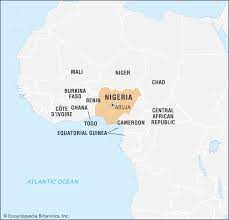 MALI
NIGER
CHAD
BURKINA
FASO
NIGERIA
BENIN
ABUJA
GHANA
CÔTE
D'IVOIRE
TOGO
CAMEROON
CENTRAL
AFRICAN
REPUBLIC
EQUATORIAL GUINEA
ATLANTIC OCEAN
© Encyclopædia Britannica, Inc.